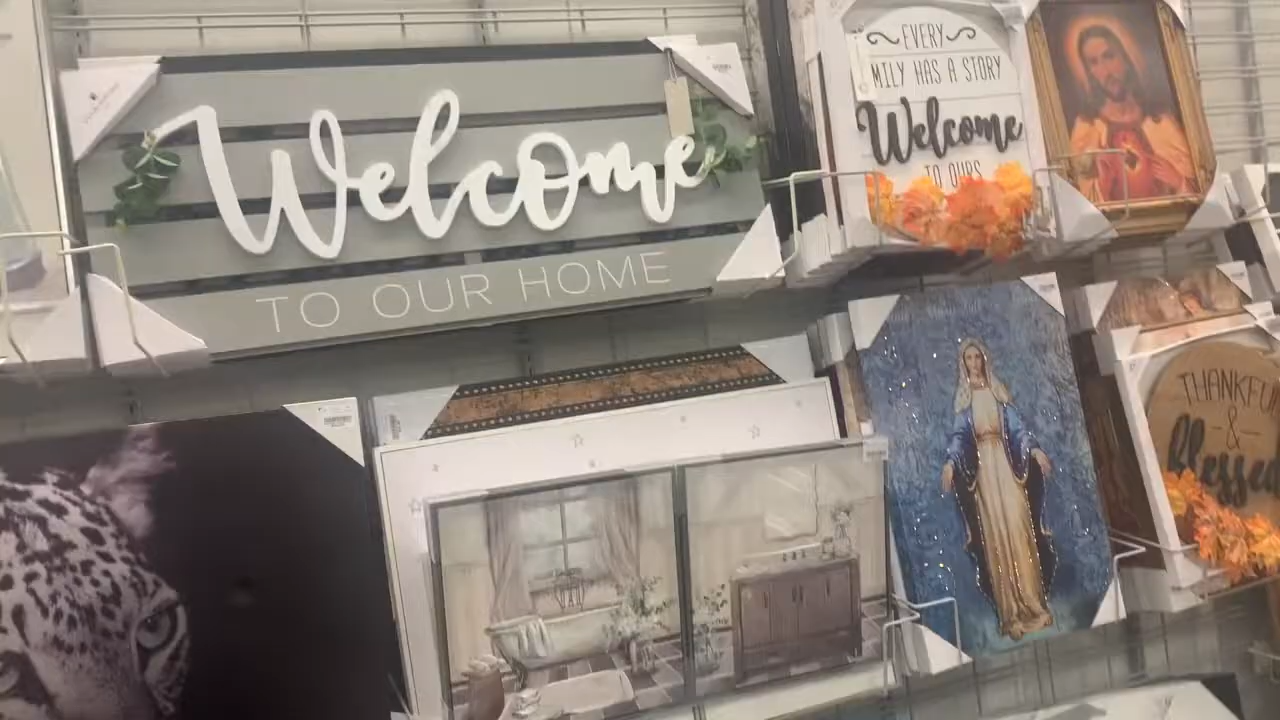 Welcome
TO OUR HOME
EVERY
MILY HAS A STORY
Welcome
TO OURS
THANKFU
&
blessed